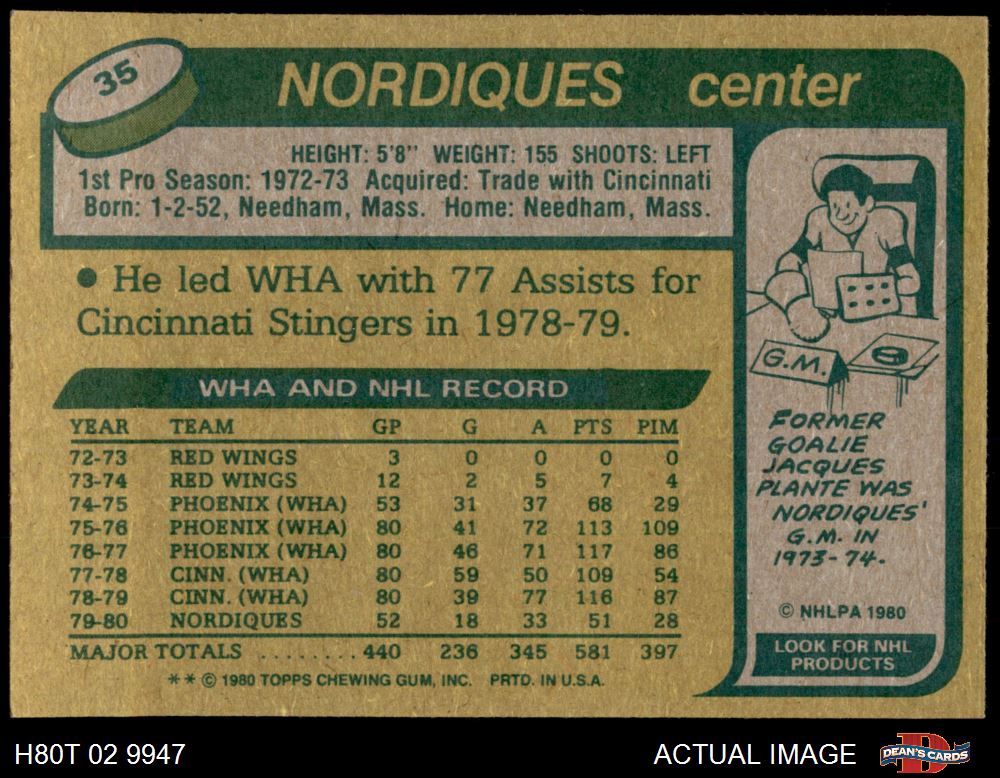 35
NORDIQUES center
HEIGHT: 5'8" WEIGHT: 155 SHOOTS: LEFT
1st Pro Season: 1972-73 Acquired: Trade with Cincinnati
Born: 1-2-52, Needham, Mass. Home: Needham, Mass.
● He led WHA with 77 Assists for
Cincinnati Stingers in 1978-79.
WHA AND NHL RECORD
YEAR TEAM GP G A PTS PIM
72-73 RED WINGS 3 0 0 0 0
73-74 RED WINGS 12 2 5 7 4
74-75 PHOENIX (WHA) 53 31 37 68 29
75-76 PHOENIX (WHA) 80 41 72 113 109
76-77 PHOENIX (WHA) 80 46 71 117 86
77-78 CINN. (WHA) 80 59 50 109 54
78-79 CINN. (WHA) 80 39 77 116 87
79-80 NORDIQUES 52 18 33 51 28
MAJOR TOTALS ........ 440 236 345 581 397
** © 1980 TOPPS CHEWING GUM, INC. PRTD. IN U.S.A.
G.M.
FORMER
GOALIE
JACQUES
PLANTE WAS
NORDIQUES'
G.M. IN
1973-74.
© NHLPA 1980
LOOK FOR NHL
PRODUCTS
H80T 02 9947
ACTUAL IMAGE
DEAN'S CARDS